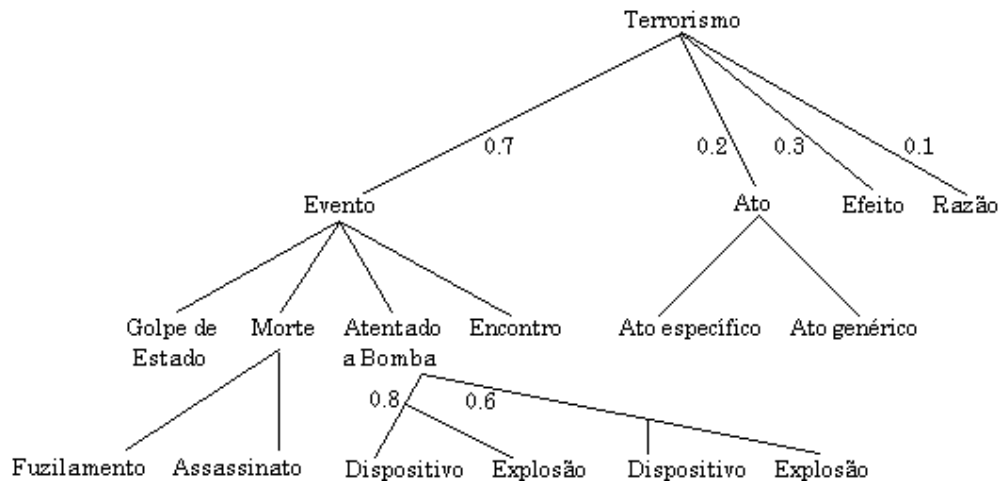 Terrorismo
0.7
0.2
0.3
0.1
Evento
Ato
Efeito
Razão
Golpe de
Estado
Morte
Atentado
a Bomba
Encontro
Ato específico
Ato genérico
0.8
0.6
Fuzilamento
Assassinato
Dispositivo
Explosão
Dispositivo
Explosão